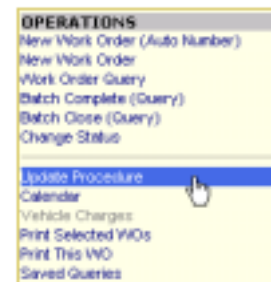 OPERATIONS
New Work Order (Auto Number)
New Work Order
Work Order Query
Batch Complete (Query)
Batch Close (Query)
Change Status
Update Procedure
Calendar
Vehicle Charges
Print Selected WOs
Print This WO
Saved Queries